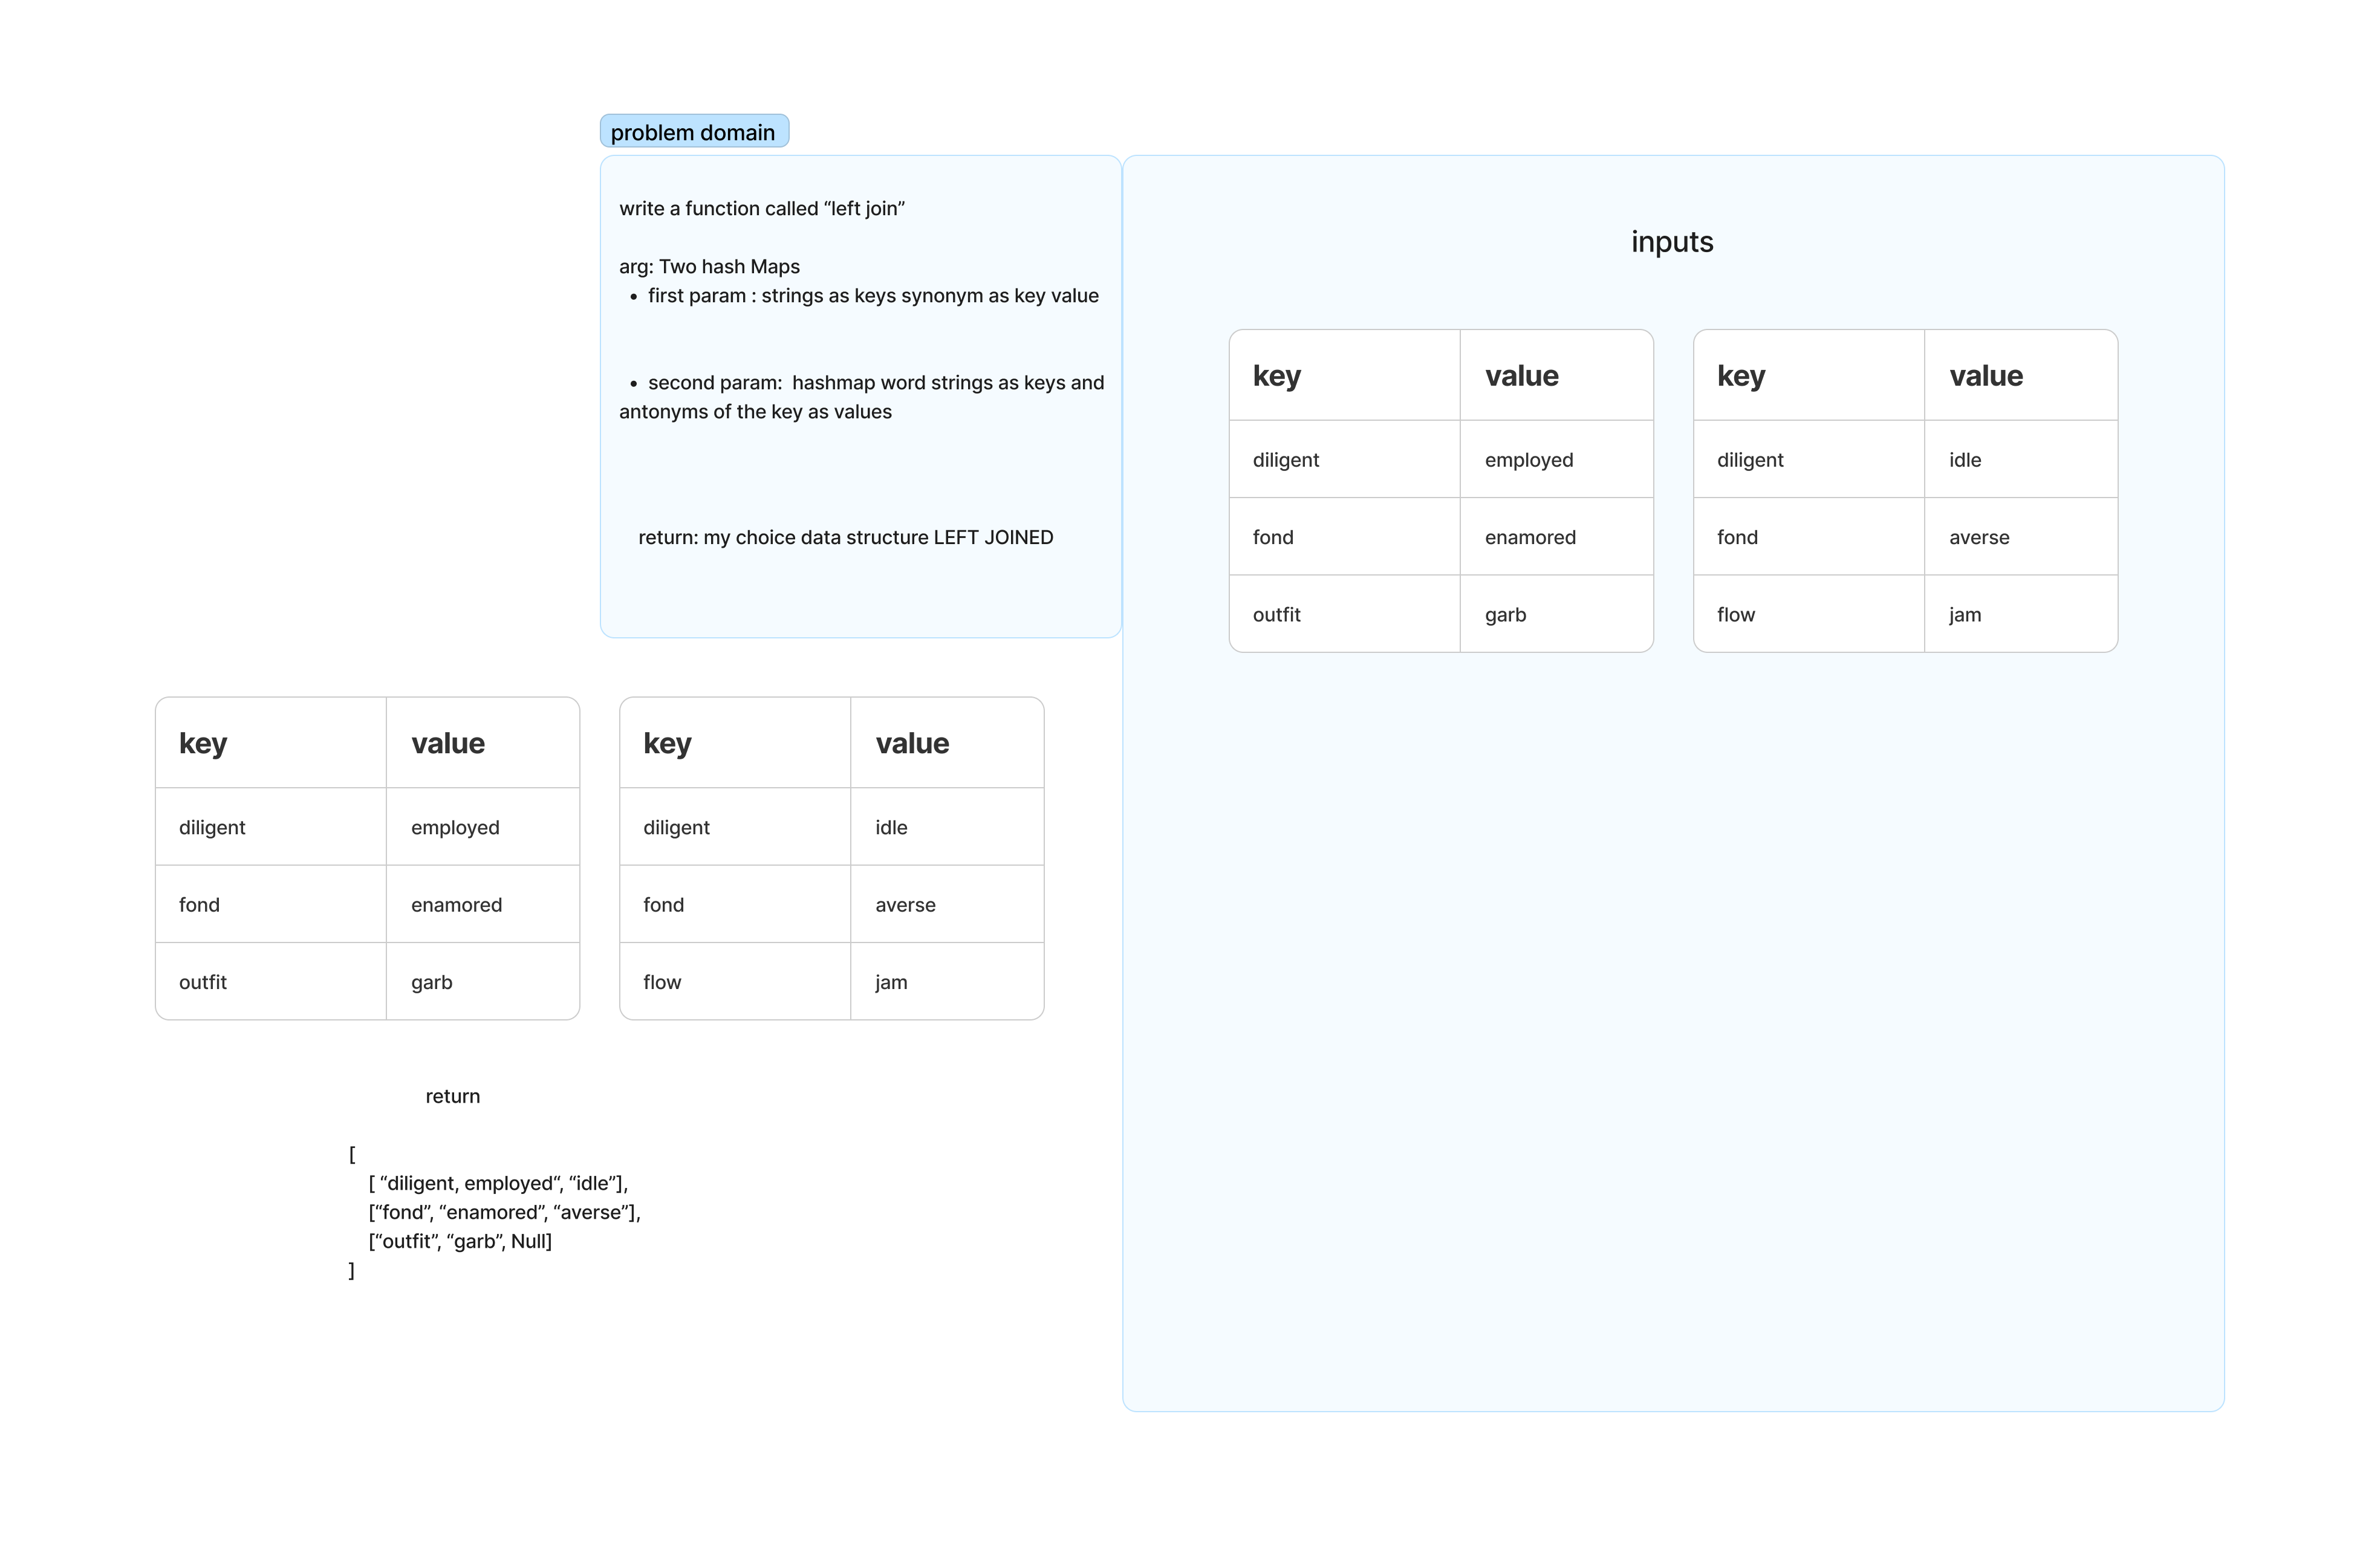 problem domain
write a function called “left join”
arg: Two hash Maps
• first param : strings as keys synonym as key value
• second param:  hashmap word strings as keys and
antonyms of the key as values
return: my choice data structure LEFT JOINED
inputs
key value key value
diligent employed diligent idle
fond enamored fond averse
outfit garb flow jam
key value key value
diligent employed diligent idle
fond enamored fond averse
outfit garb flow jam
return
[
[ “diligent, employed“, “idle”],
[“fond”, “enamored”, “averse”],
[“outfit”, “garb”, Null]
]